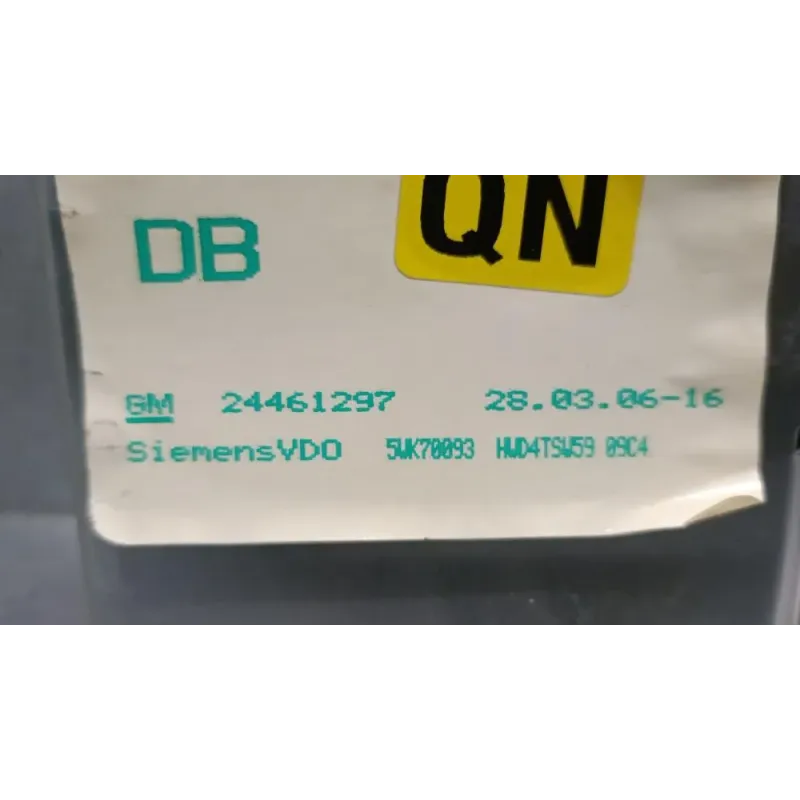 QN
DB
GM 24461297 28.03.06-16
SiemensVDO 5WK70093 HWD4TSW59 09C4